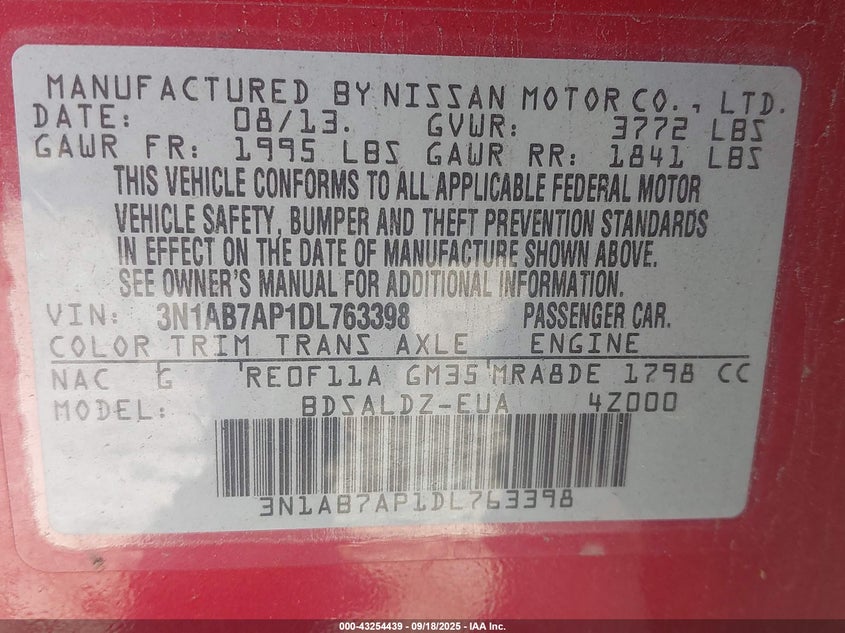 MANUFACTURED BY NISSAN MOTOR CO., LTD.
DATE: 08/13. GVWR: 3772 LBS
GAWR FR: 1995 LBS GAWR RR: 1841 LBS
THIS VEHICLE CONFORMS TO ALL APPLICABLE FEDERAL MOTOR
VEHICLE SAFETY, BUMPER AND THEFT PREVENTION STANDARDS
IN EFFECT ON THE DATE OF MANUFACTURE SHOWN ABOVE.
SEE OWNER'S MANUAL FOR ADDITIONAL INFORMATION.
VIN: 3N1AB7AP1DL763398 PASSENGER CAR.
COLOR TRIM TRANS AXLE ENGINE
NAC G 'RE0F11A GM35'MRA8DE 1798 CC
MODEL: BDSALDZ-EUA 4Z000
3N1AB7AP1DL763398
000-43254439 - 09/18/2025 - IAA Inc.